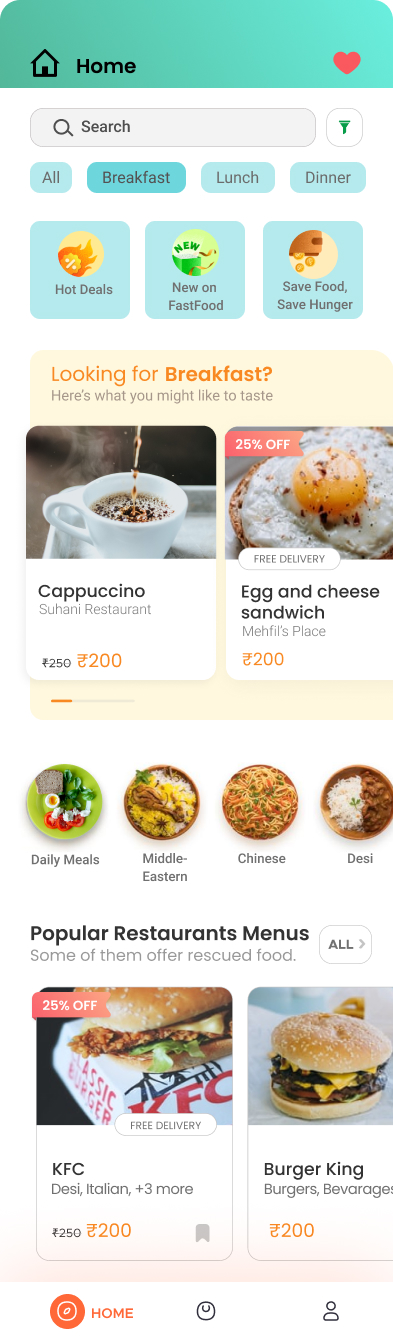 Home
Search
All
Breakfast
Lunch
Dinner
NEW
Hot Deals
New on
FastFood
Save Food,
Save Hunger
Looking for Breakfast?
Here's what you might like to taste
25% OFF
FREE DELIVERY
Cappuccino
Suhani Restaurant
₹250 ₹200
Egg and cheese
sandwich
Mehfil's Place
₹200
Daily Meals
Middle-
Eastern
Chinese
Desi
Popular Restaurants Menus
Some of them offer rescued food.
ALL
25% OFF
KFC
FREE DELIVERY
KFC
Desi, Italian, +3 more
₹250 ₹200
Burger King
Burgers, Bevarages
₹200
HOME